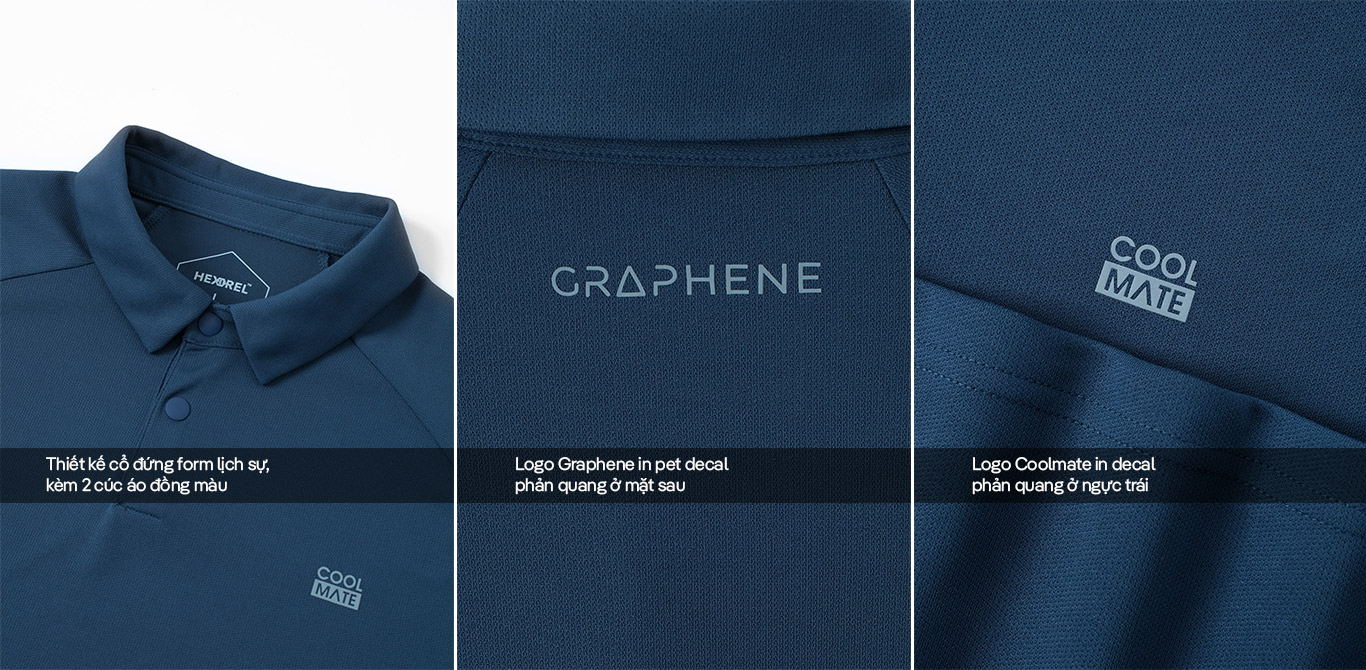 HEXOREL™
COOL
MATE
Thiết kế cổ đứng form lịch sự,
kèm 2 cúc áo đồng màu
GRAPHENE
Logo Graphene in pet decal
phản quang ở mặt sau
COOL
MATE
Logo Coolmate in decal
phản quang ở ngực trái